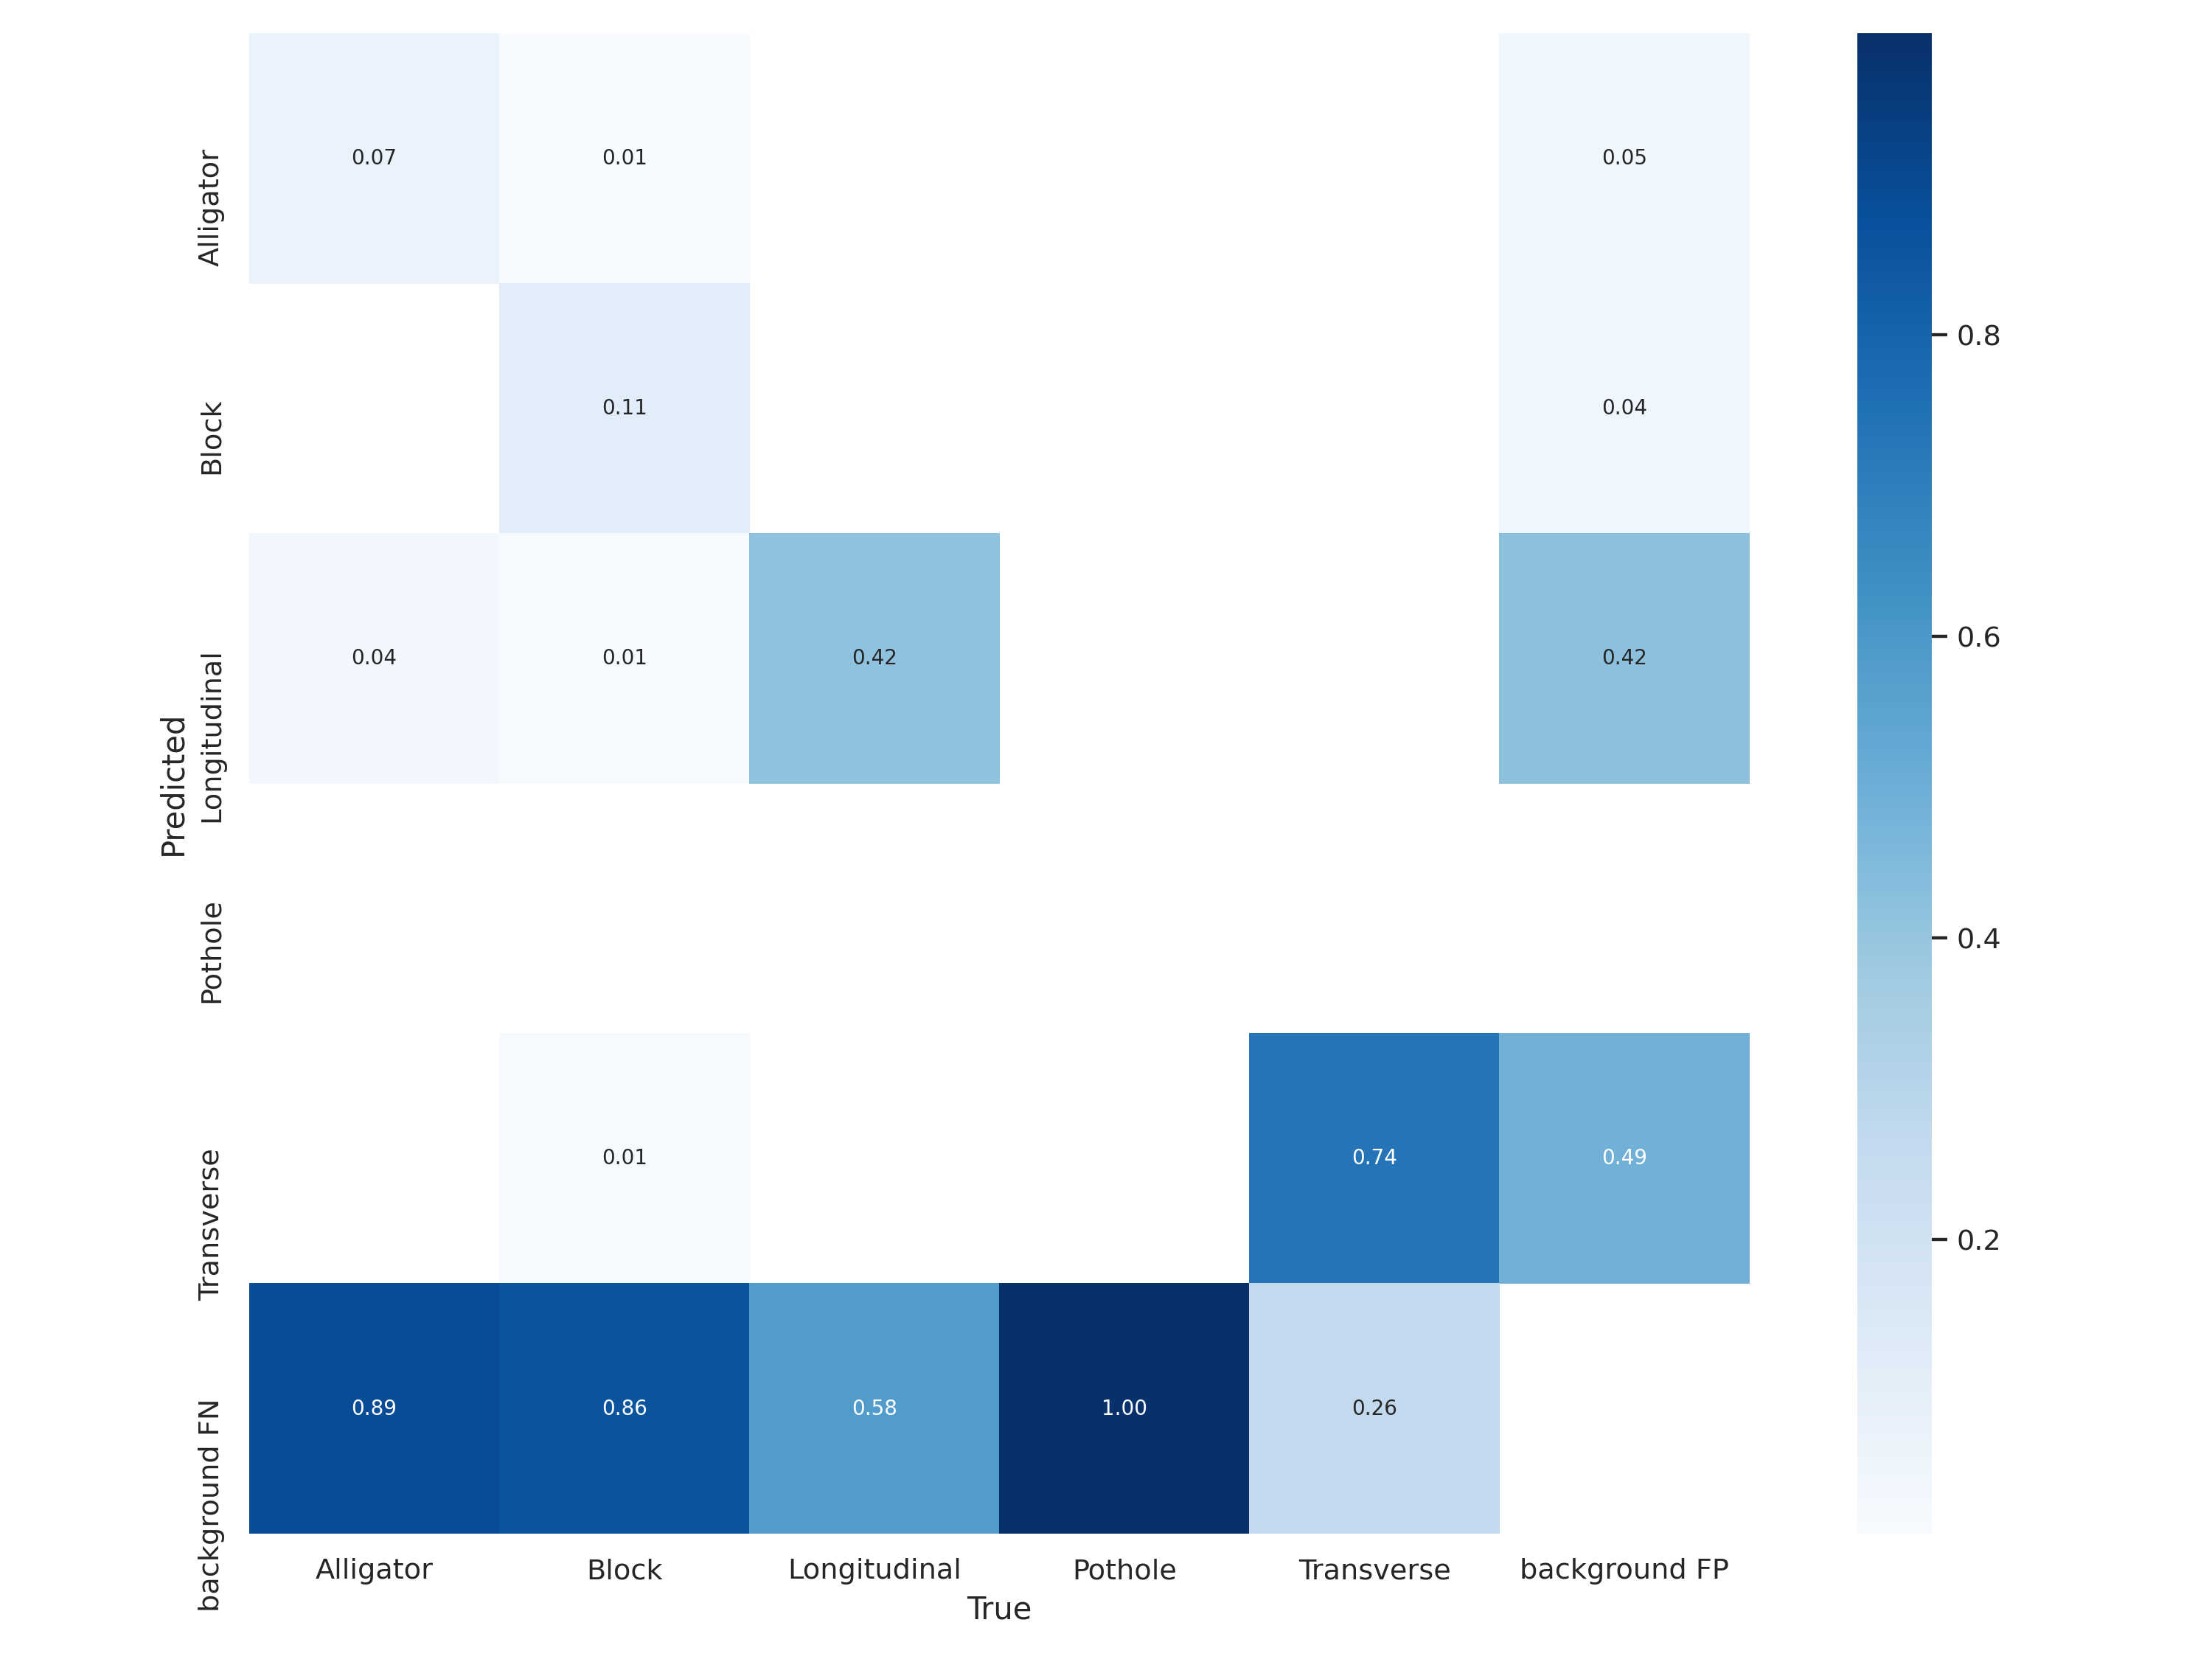 Predicted
Alligator
0.07 0.01 0.05
Block
0.11 0.04
Longitudinal
0.04 0.01 0.42 0.42
Pothole
Transverse
0.01 0.74 0.49
background FN
0.89 0.86 0.58 1.00 0.26
Alligator Block Longitudinal Pothole Transverse background FP
True
0.8
0.6
0.4
0.2